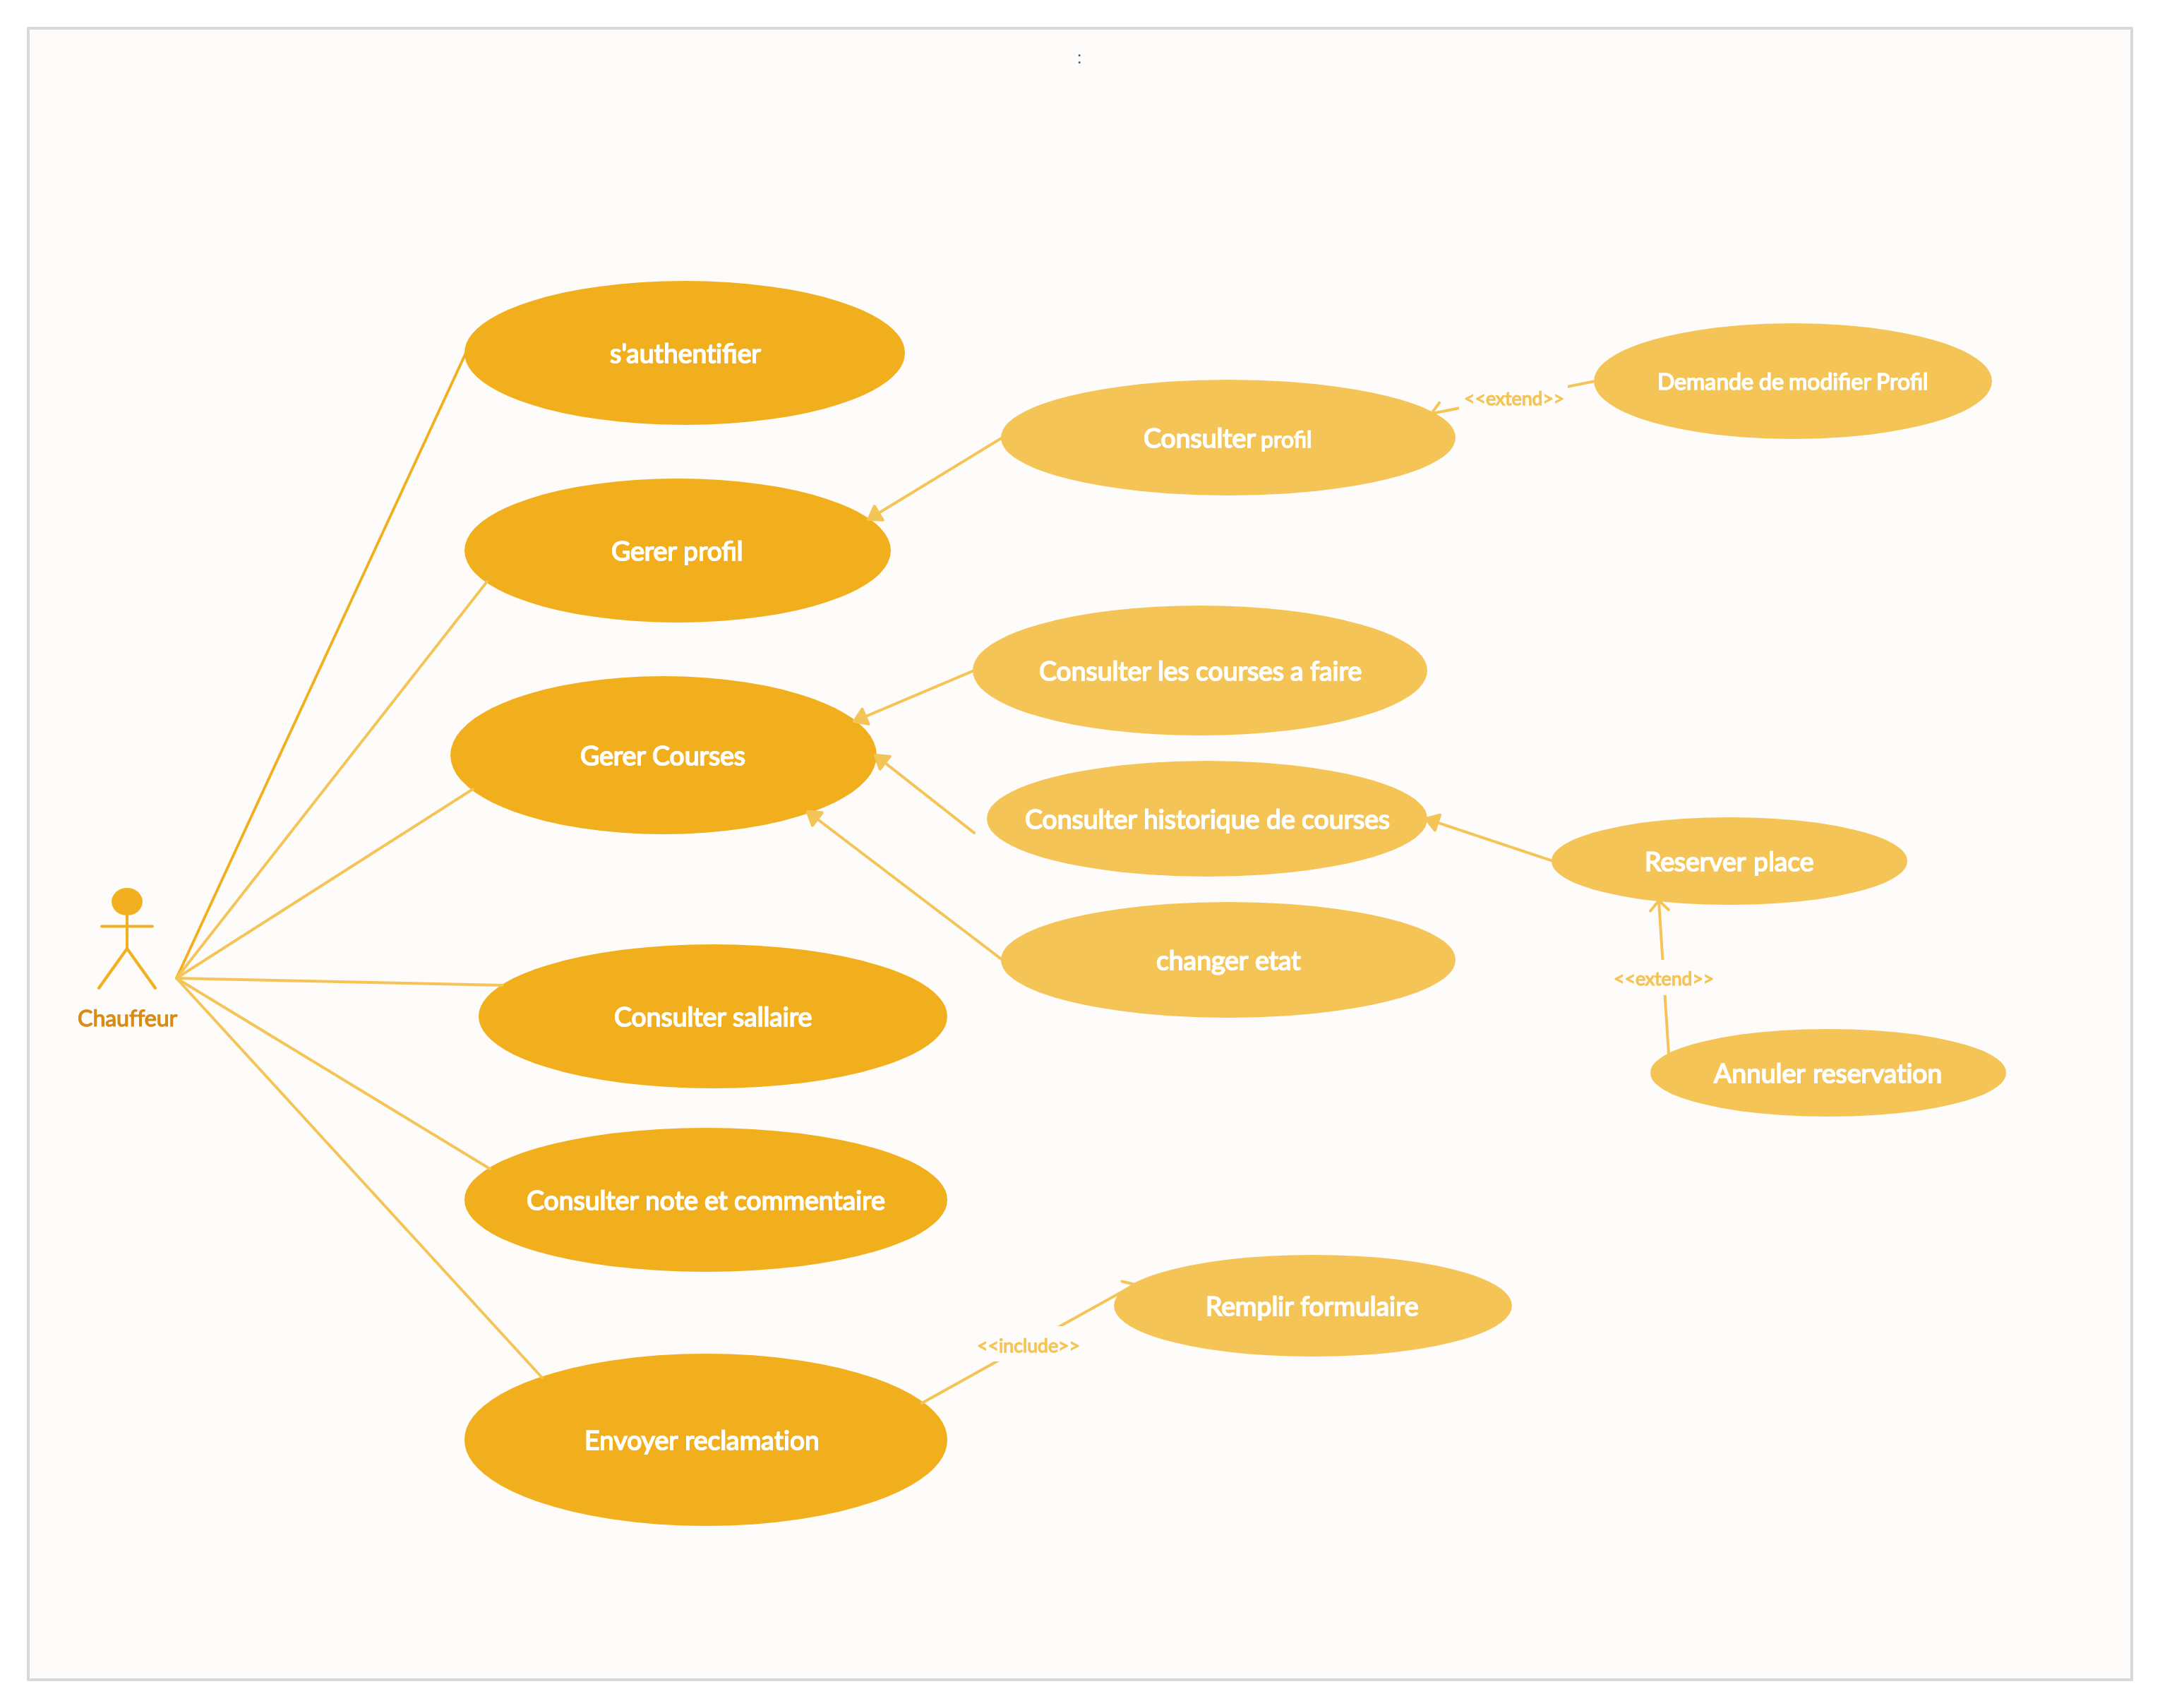 :
s'authentifier
Demande de modifier Profil
<<extend>>
Consulter profil
Gerer profil
Consulter les courses a faire
Gerer Courses
Consulter historique de courses
Reserver place
changer etat
<<extend>>
Consulter sallaire
Chauffeur
Annuler reservation
Consulter note et commentaire
Remplir formulaire
<<include>>
Envoyer reclamation